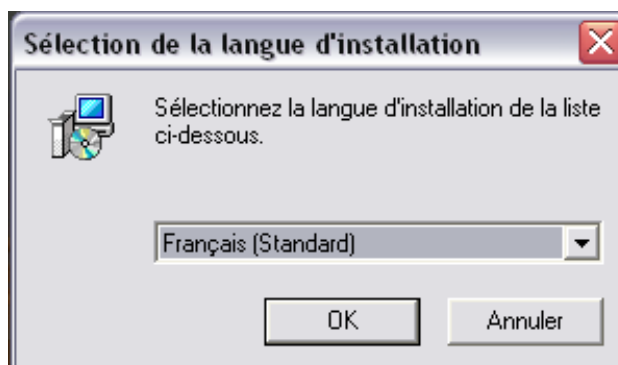 Sélection de la langue d'installation
Sélectionnez la langue d'installation de la liste
ci-dessous.
Français (Standard)
OK
Annuler